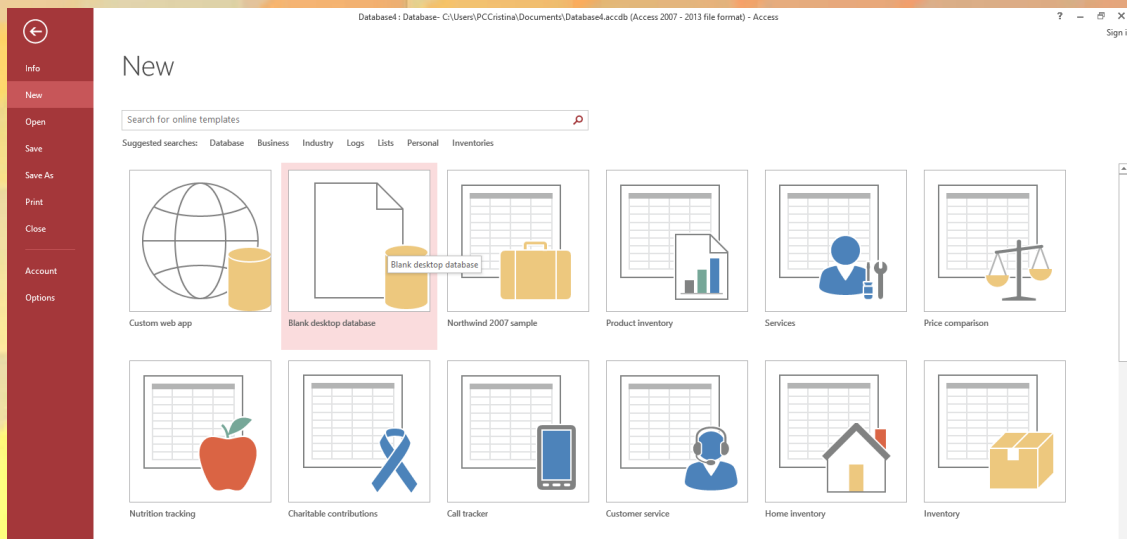 Database4 : Database- C:\Users\PCCristina\Documents\Database4.accdb (Access 2007 - 2013 file format) - Access
?
Sign i
Info
New
Open
Save
Save As
Print
Close
Account
Options
New
Search for online templates
Suggested searches: Database Business Industry Logs Lists Personal Inventories
Blank desktop database
Custom web app
Blank desktop database
Northwind 2007 sample
Product inventory
Services
Price comparison
Nutrition tracking
Charitable contributions
Call tracker
Customer service
Home inventory
Inventory